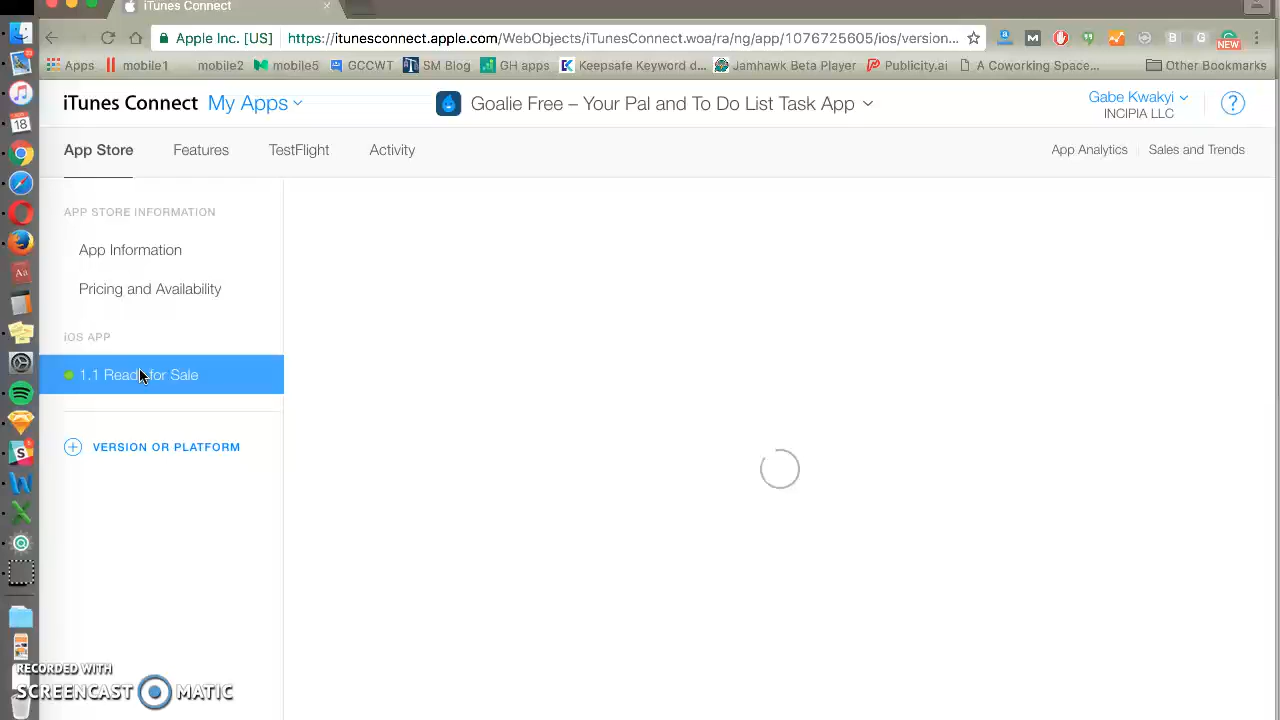 iTunes Connect
Apple Inc. [US] https://itunesconnect.apple.com/WebObjects/iTunesConnect.woa/ra/ng/app/1076725605/ios/version...
NEW
Apps mobile1 mobile2 mobile5 GCCWT SM Blog GH apps Keepsafe Keyword d... Jamhawk Beta Player Publicity.ai A Coworking Space... Other Bookmarks
iTunes Connect My Apps Goalie Free – Your Pal and To Do List Task App Gabe Kwakyi ?
INCIPIA LLC
App Store Features TestFlight Activity App Analytics Sales and Trends
APP STORE INFORMATION
App Information
Pricing and Availability
iOS APP
1.1 Ready for Sale
VERSION OR PLATFORM
RECORDED WITH
SCREENCAST MATIC